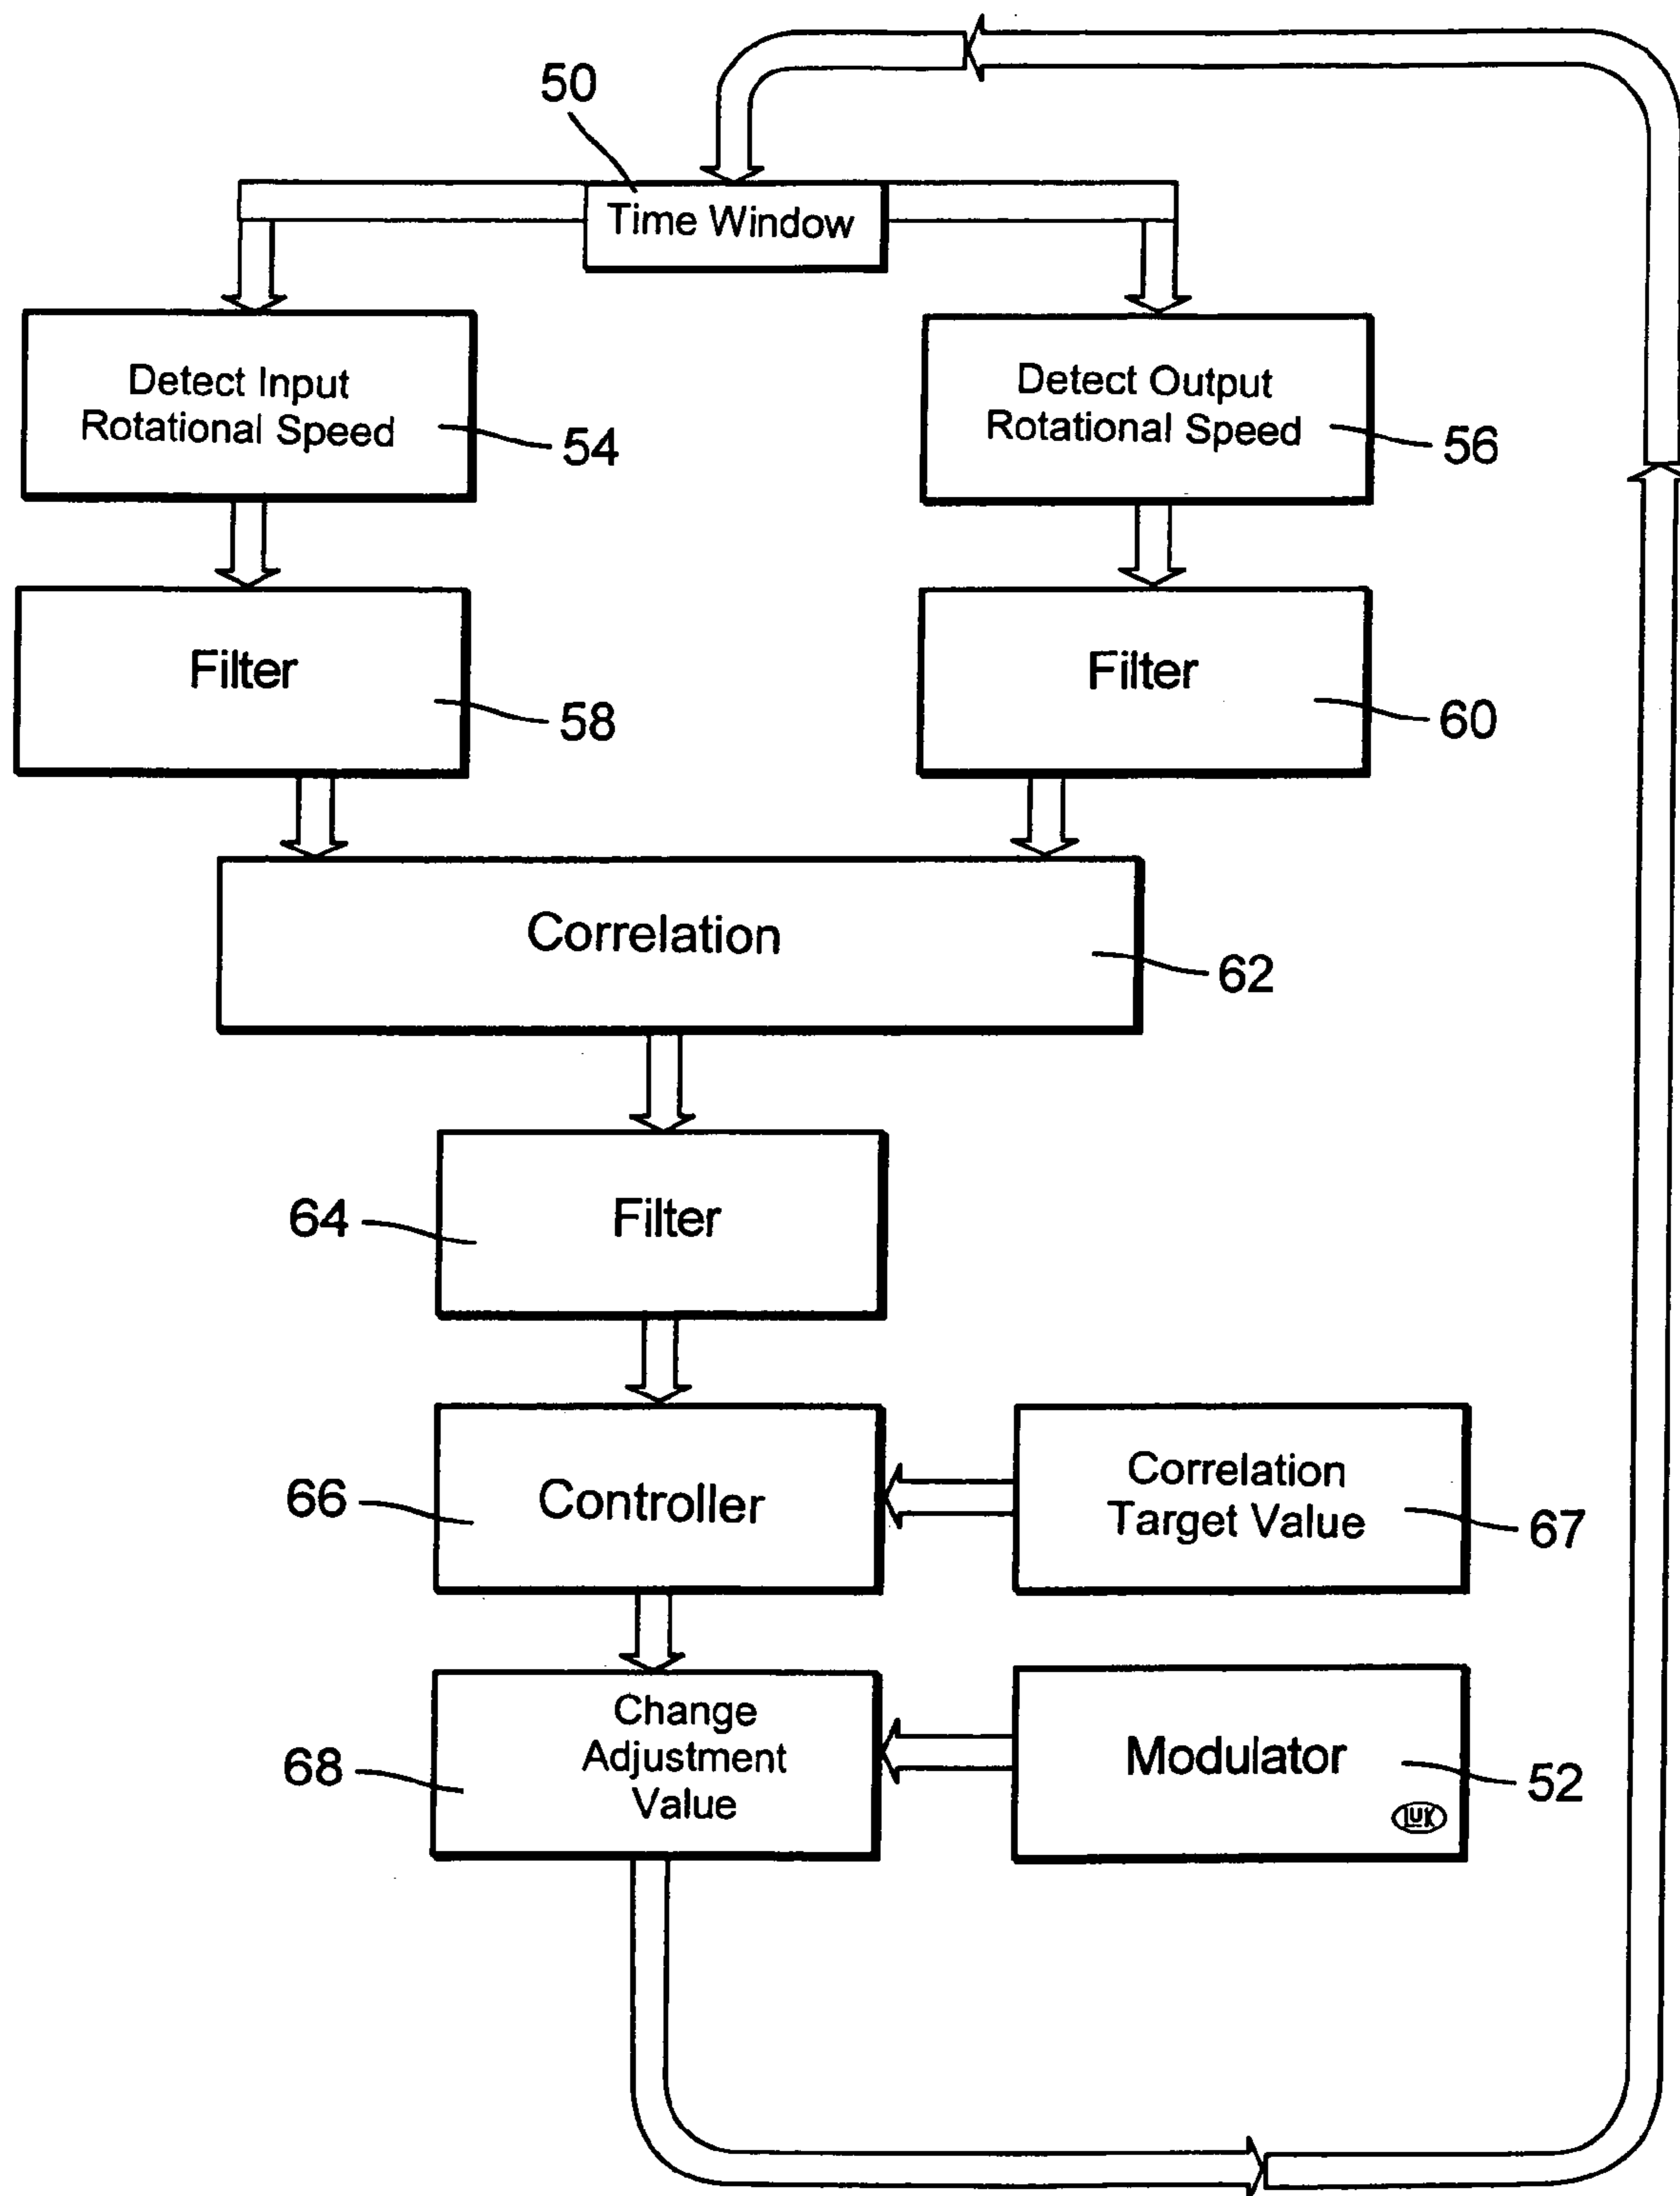 50
Time Window
Detect Input
Rotational Speed
54
Detect Output
Rotational Speed
56
Filter
58
Filter
60
Correlation
62
64
Filter
66
Controller
Correlation
Target Value
67
68
Change
Adjustment
Value
Modulator
52
LUK